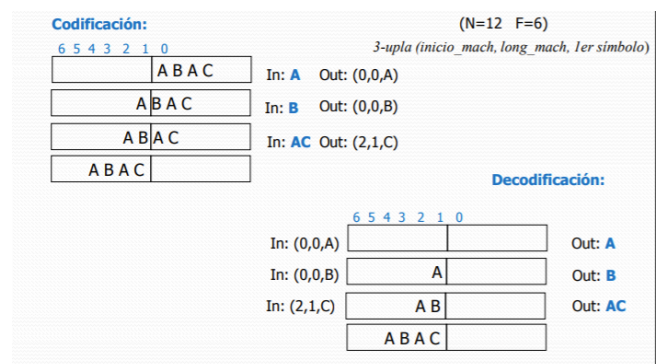 Codificación:
(N=12 F=6)
6 5 4 3 2 1 0
3-upla (inicio_mach, long_mach, 1er símbolo)
A B A C
In: A Out: (0,0,A)
A B A C
In: B Out: (0,0,B)
A B A C
In: AC Out: (2,1,C)
A B A C
Decodificación:
6 5 4 3 2 1 0
In: (0,0,A)
Out: A
In: (0,0,B)
A
Out: B
In: (2,1,C)
A B
Out: AC
A B A C